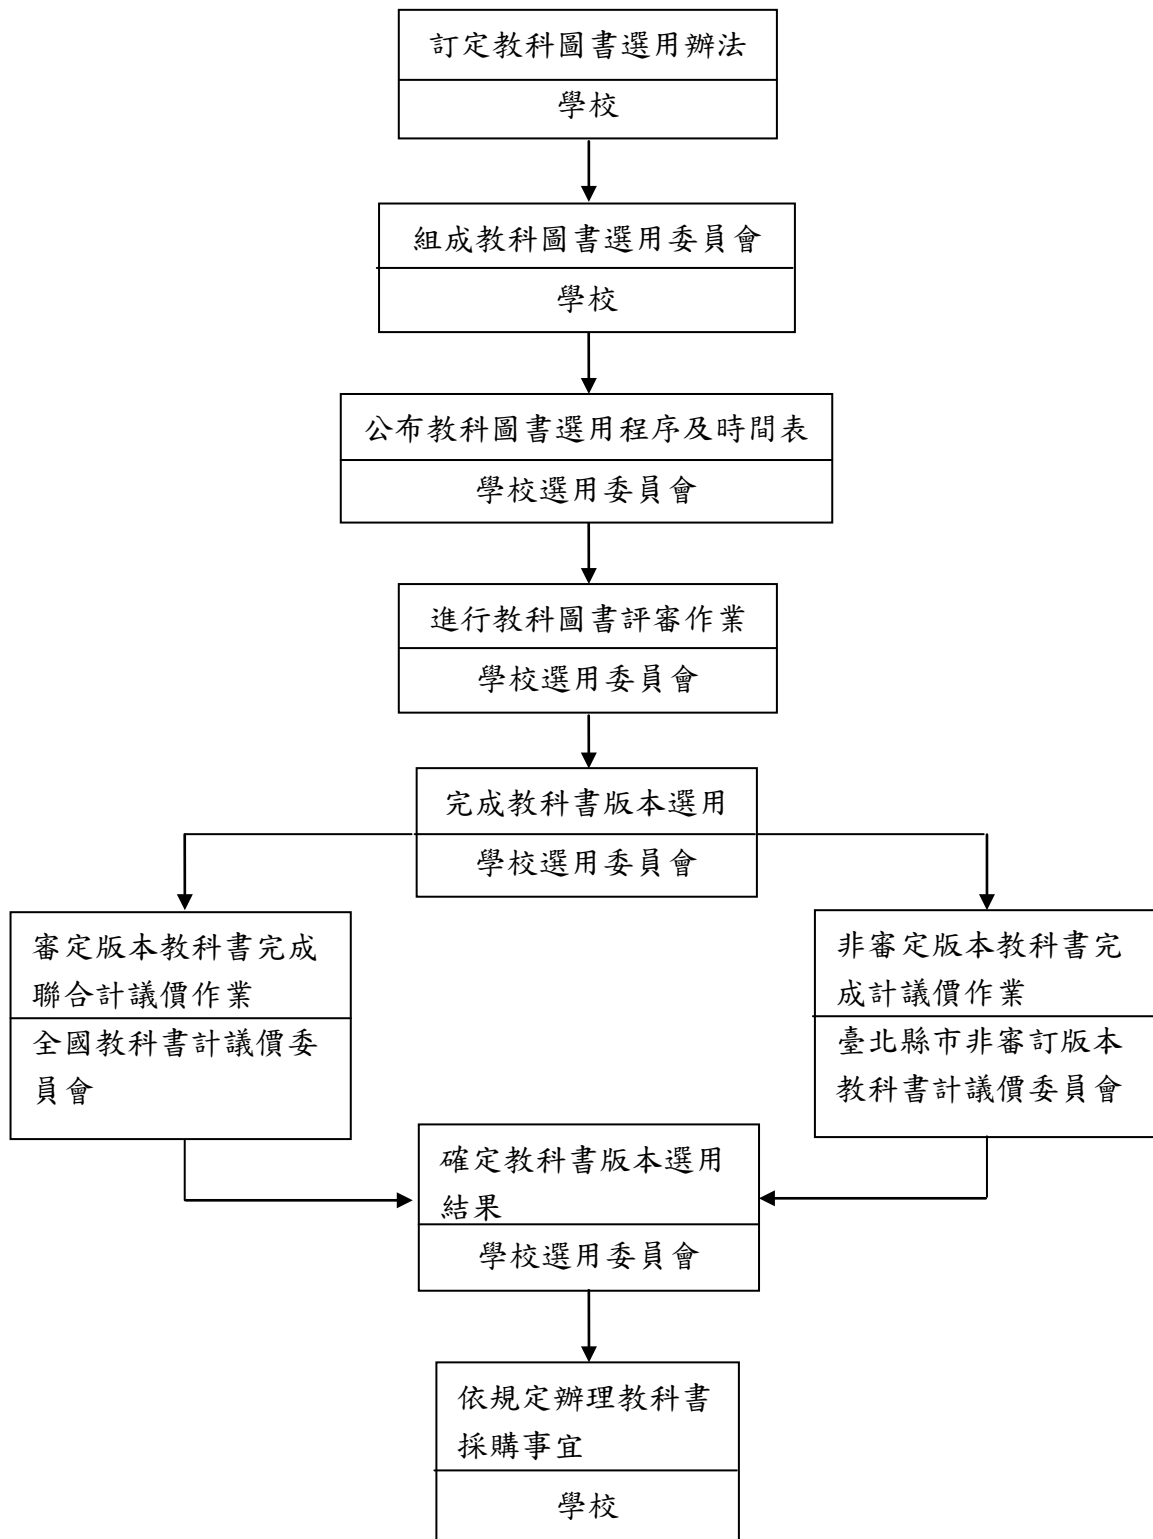 訂定教科圖書選用辦法
學校
組成教科圖書選用委員會
學校
公布教科圖書選用程序及時間表
學校選用委員會
進行教科圖書評審作業
學校選用委員會
完成教科書版本選用
學校選用委員會
審定版本教科書完成
聯合計議價作業
全國教科書計議價委
員會
非審定版本教科書完
成計議價作業
臺北縣市非審訂版本
教科書計議價委員會
確定教科書版本選用
結果
學校選用委員會
依規定辦理教科書
採購事宜
學校